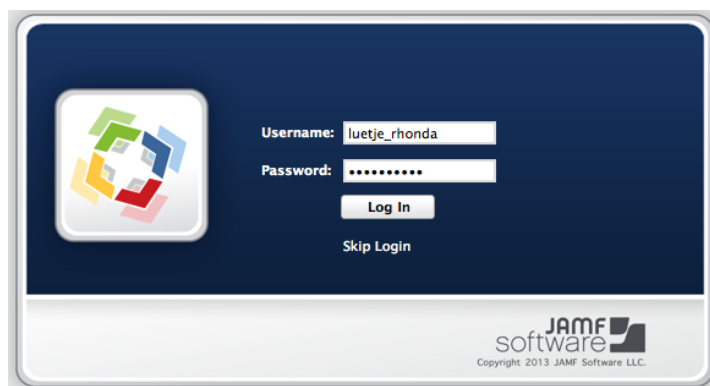 Username: luetje_rhonda
Password: ••••••••••
Log In
Skip Login
JAMF
software
Copyright 2013 JAMF Software LLC.